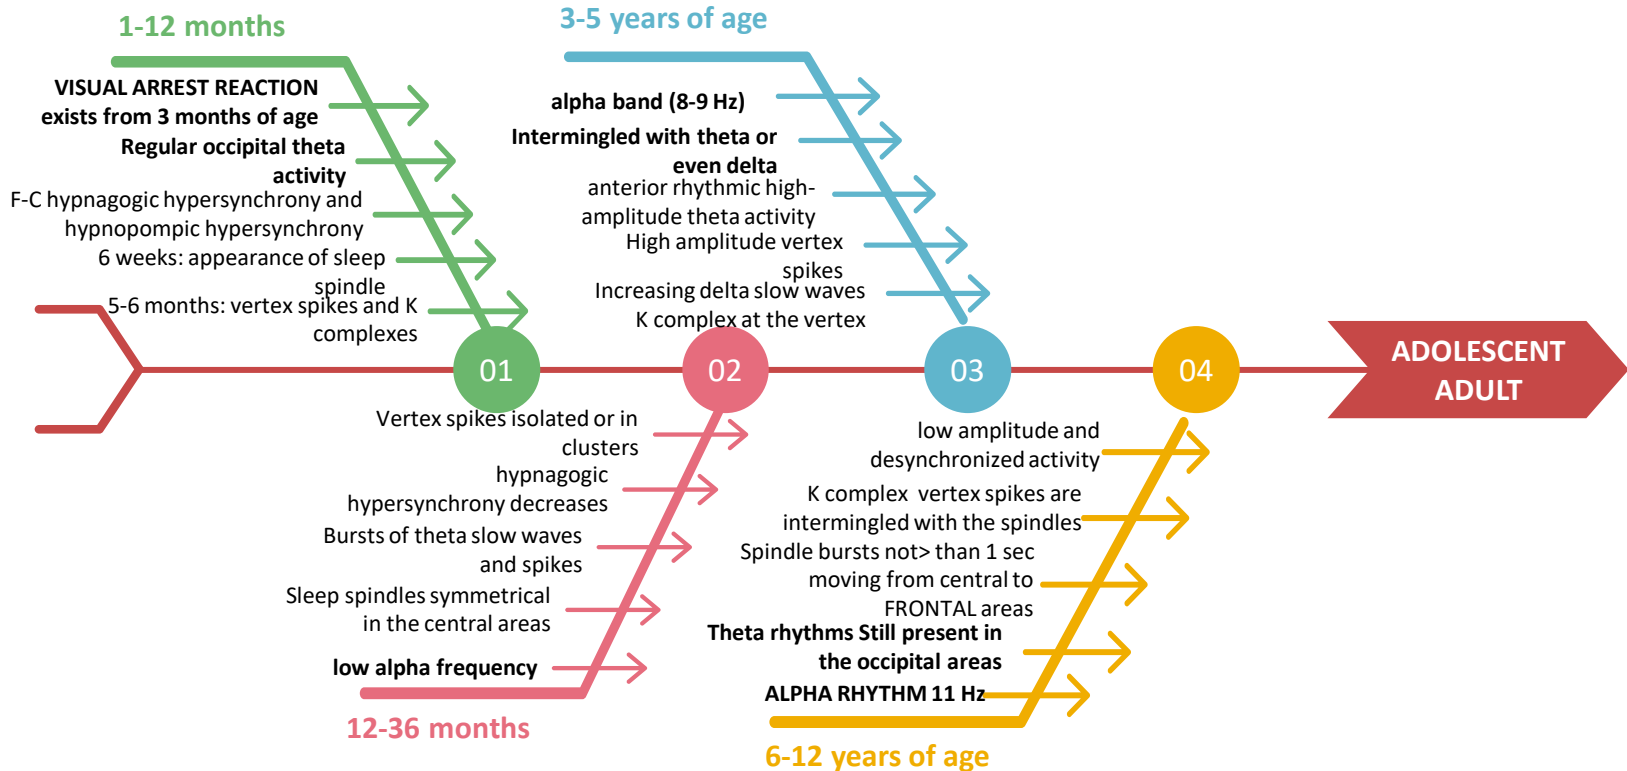 1-12 months
VISUAL ARREST REACTION
exists from 3 months of age
Regular occipital theta
activity
F-C hypnagogic hypersynchrony and
hypnopompic hypersynchrony
6 weeks: appearance of sleep
spindle
5-6 months: vertex spikes and K
complexes
3-5 years of age
alpha band (8-9 Hz)
Intermingled with theta or
even delta
anterior rhythmic high-
amplitude theta activity
High amplitude vertex
spikes
Increasing delta slow waves
K complex at the vertex
01
02
03
04
ADOLESCENT
ADULT
Vertex spikes isolated or in
clusters
hypnagogic
hypersynchrony decreases
Bursts of theta slow waves
and spikes
Sleep spindles symmetrical
in the central areas
low alpha frequency
12-36 months
low amplitude and
desynchronized activity
K complex  vertex spikes are
intermingled with the spindles
Spindle bursts not> than 1 sec
moving from central to
FRONTAL areas
Theta rhythms Still present in
the occipital areas
ALPHA RHYTHM 11 Hz
6-12 years of age